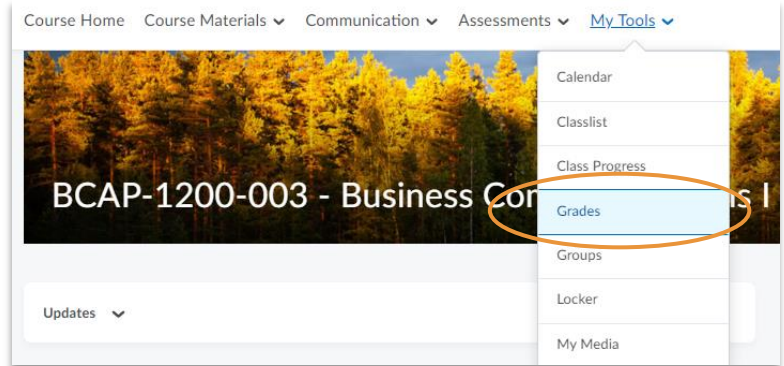 Course Home Course Materials Communication Assessments My Tools
Calendar
Classlist
Class Progress
BCAP-1200-003 - Business Com s I
Grades
Groups
Locker
Updates
My Media